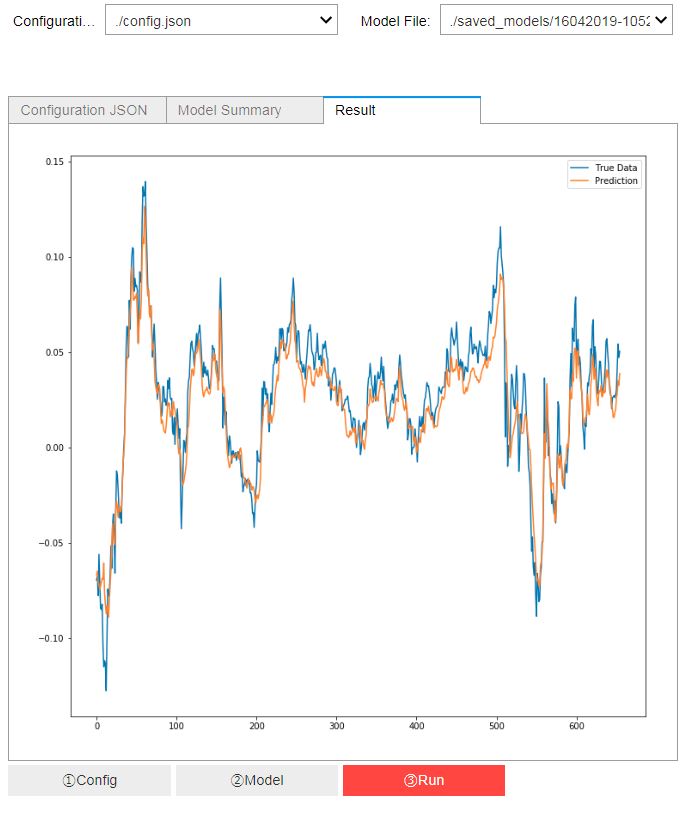 Configurati... ./config.json Model File: ./saved_models/16042019-1052
Configuration JSON Model Summary Result
True Data
Prediction
0.15
0.10
0.05
0.00
−0.05
−0.10
0 100 200 300 400 500 600
①Config ②Model ③Run